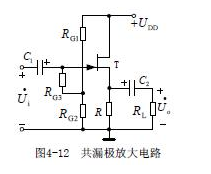 +U_DD
R_G1
C_1
+
T
+
U̇_i
R_G3
R_G2
R
+
C_2
+
R_L
U̇_o
−
−
图4-12 共漏极放大电路